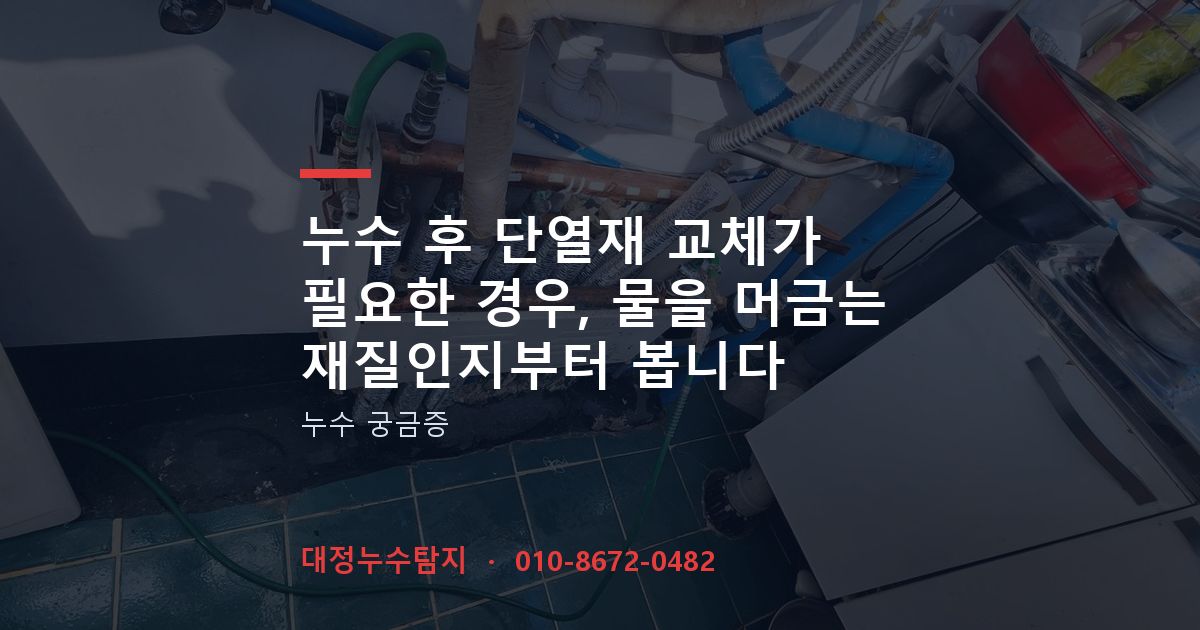 누수 후 단열재 교체가
필요한 경우, 물을 머금는
재질인지부터 봅니다
누수 궁금증
대정누수탐지 · 010-8672-0482